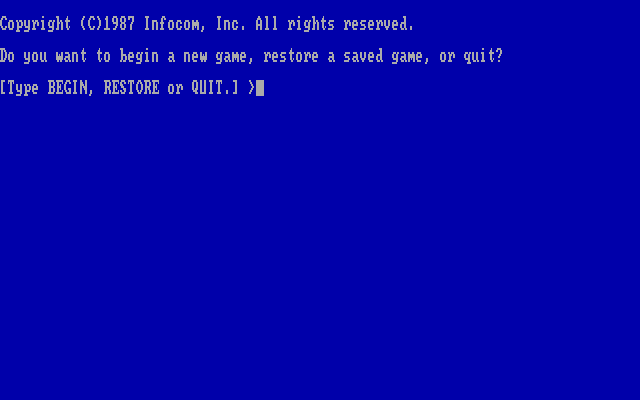 Copyright (C)1987 Infocom, Inc. All rights reserved.
Do you want to begin a new game, restore a saved game, or quit?
[Type BEGIN, RESTORE or QUIT.] >